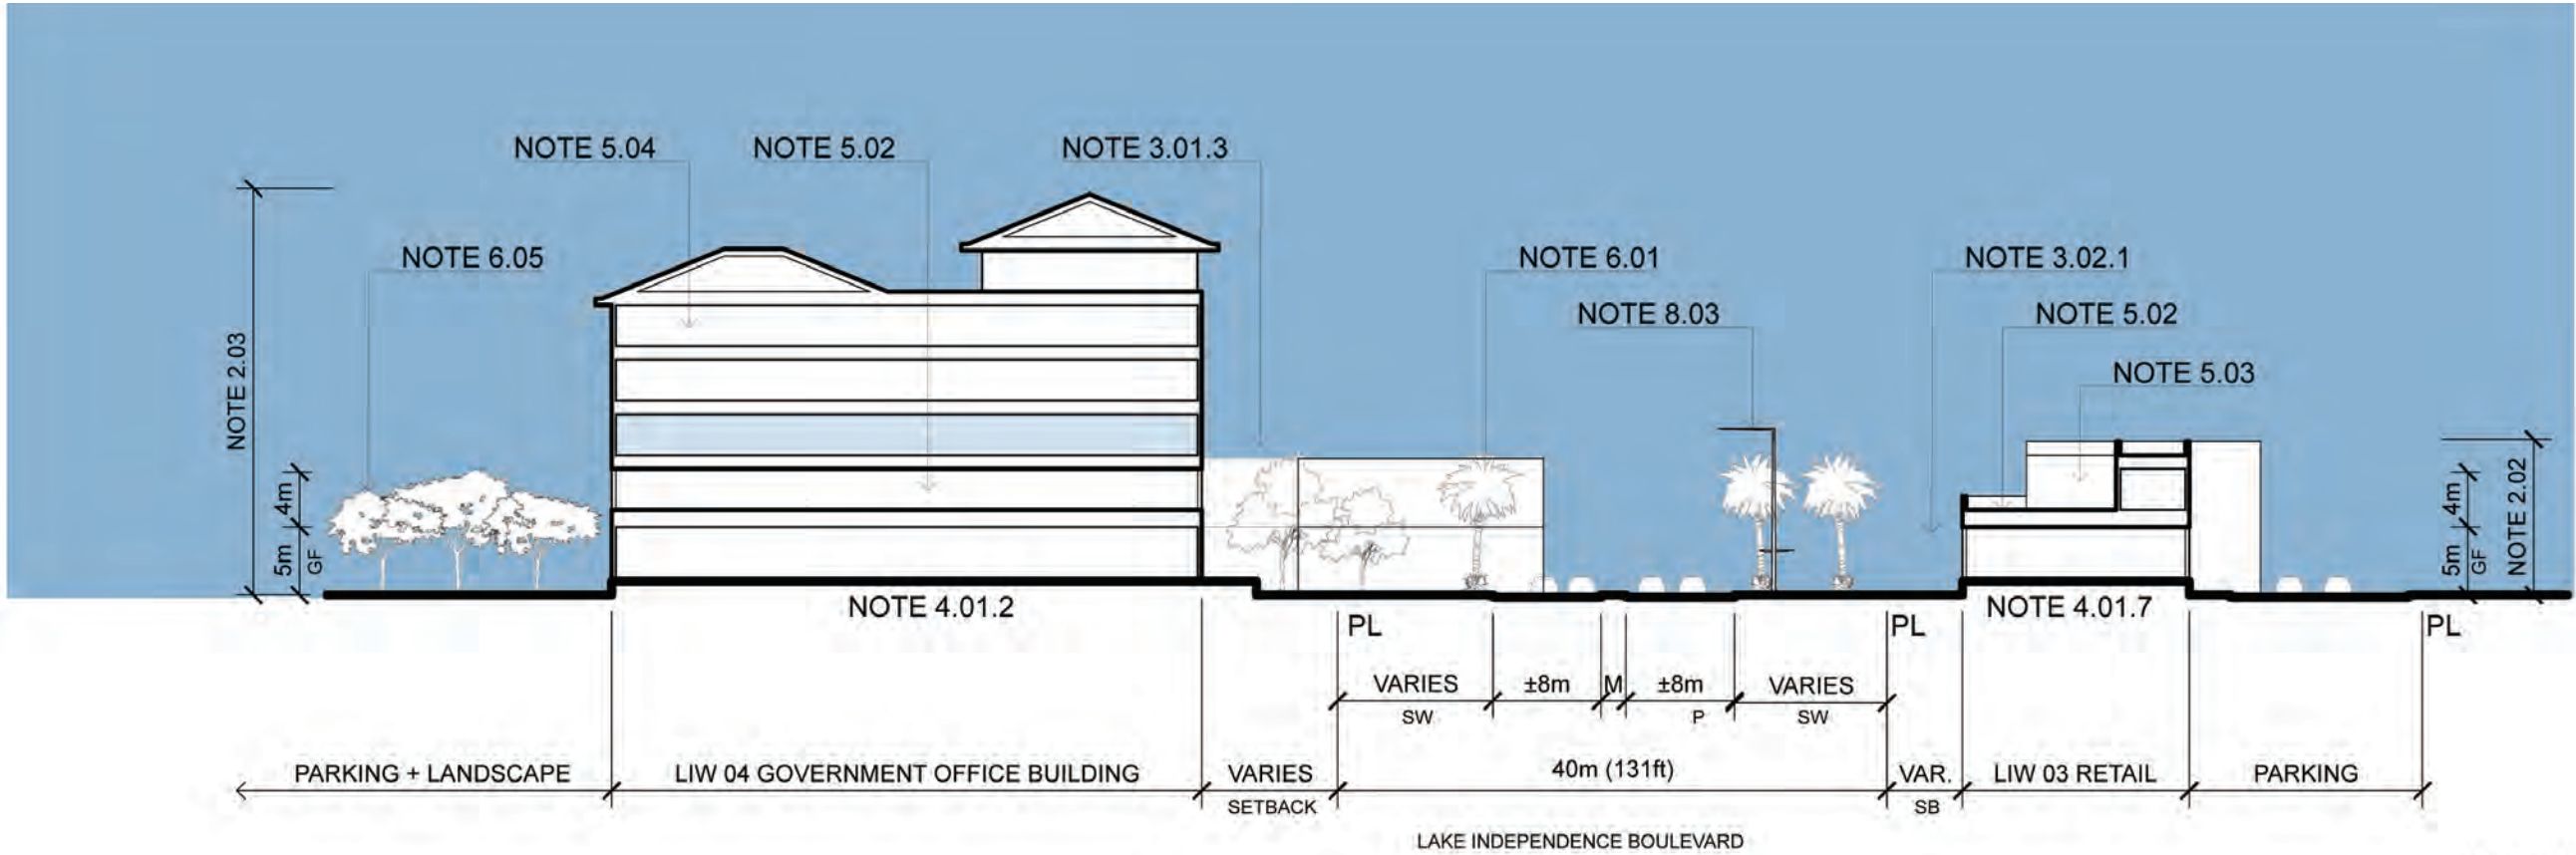 NOTE 5.04
NOTE 5.02
NOTE 3.01.3
NOTE 6.05
NOTE 6.01
NOTE 3.02.1
NOTE 8.03
NOTE 5.02
NOTE 5.03
NOTE 2.03
4m
5m
GF
4m
5m
GF
NOTE 2.02
NOTE 4.01.2
NOTE 4.01.7
PL
PL
PL
VARIES
±8m
M
±8m
VARIES
SW
P
SW
PARKING + LANDSCAPE
LIW 04 GOVERNMENT OFFICE BUILDING
VARIES
40m (131ft)
VAR.
LIW 03 RETAIL
PARKING
SETBACK
SB
LAKE INDEPENDENCE BOULEVARD